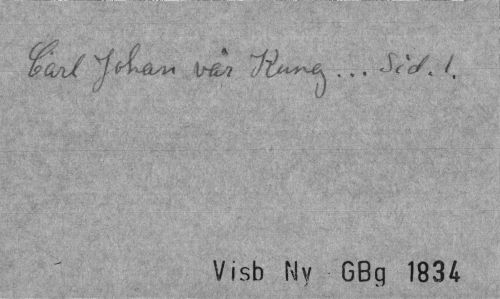 Carl Johan vår Kung... Sid. 1.
Visb Ny GBg 1834